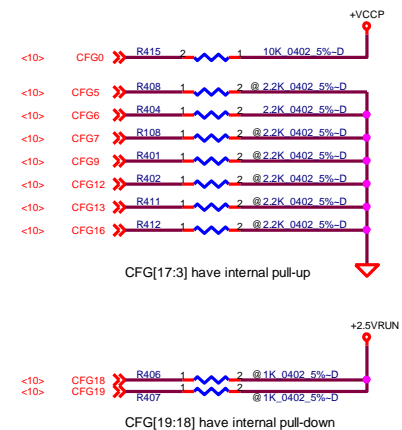 +VCCP
<10> CFG0 R415 2 1 10K_0402_5%~D
<10> CFG5 R408 1 2 @ 2.2K_0402_5%~D
<10> CFG6 R404 1 2 2.2K_0402_5%~D
<10> CFG7 R108 1 2 @2.2K_0402_5%~D
<10> CFG9 R401 1 2 @2.2K_0402_5%~D
<10> CFG12 R402 1 2 @2.2K_0402_5%~D
<10> CFG13 R411 1 2 @2.2K_0402_5%~D
<10> CFG16 R412 1 2 @2.2K_0402_5%~D
CFG[17:3] have internal pull-up
+2.5VRUN
<10> CFG18 R406 1 2 @1K_0402_5%~D
<10> CFG19 R407 1 2 @1K_0402_5%~D
CFG[19:18] have internal pull-down